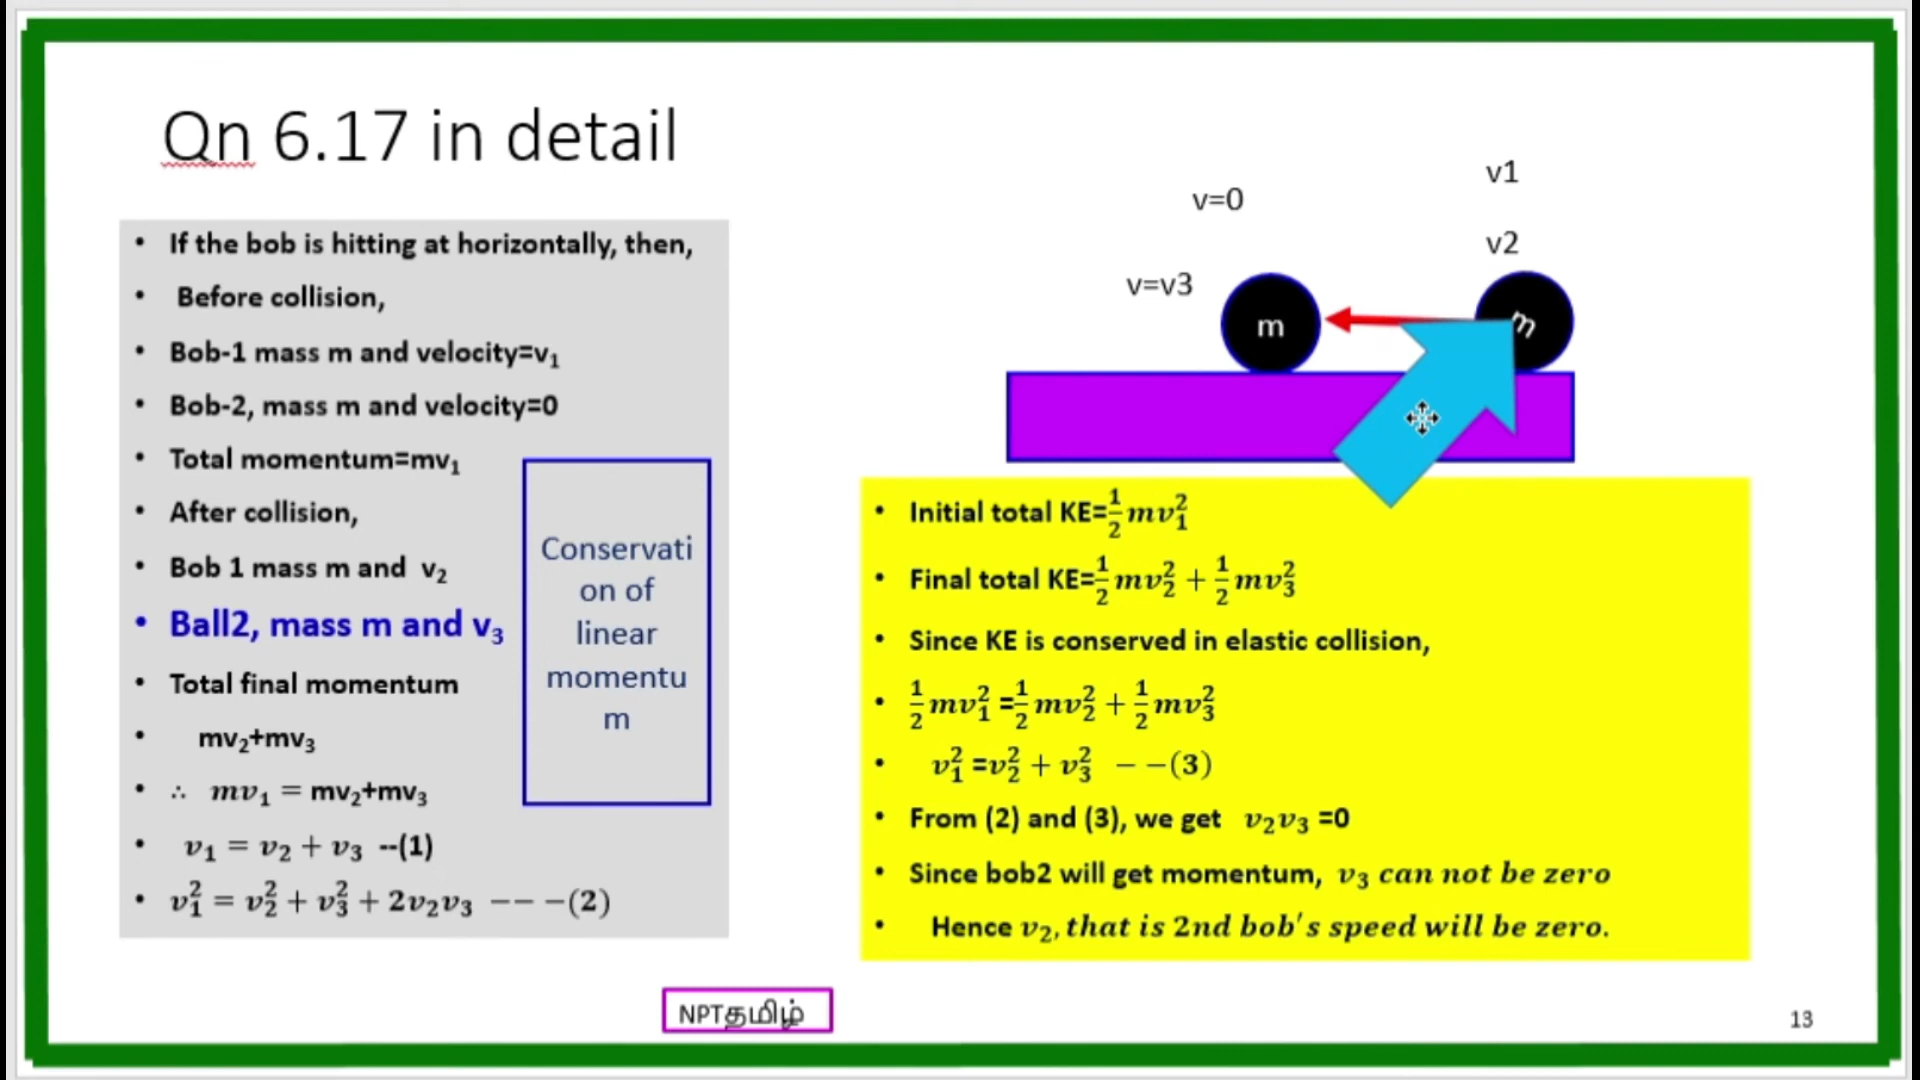 Qn 6.17 in detail
• If the bob is hitting at horizontally, then,
• Before collision,
• Bob-1 mass m and velocity=v₁
• Bob-2, mass m and velocity=0
• Total momentum=mv₁
• After collision,
• Bob 1 mass m and v₂
• Ball2, mass m and v₃
• Total final momentum
• mv₂+mv₃
• ∴ mv₁ = mv₂+mv₃
• v₁ = v₂ + v₃ --(1)
• v₁² = v₂² + v₃² + 2v₂v₃ −− −(2)
Conservati
on of
linear
momentu
m
v1
v=0
v2
v=v3
m
m
• Initial total KE=½mv₁²
• Final total KE=½mv₂² + ½mv₃²
• Since KE is conserved in elastic collision,
• ½mv₁² =½mv₂² + ½mv₃²
• v₁² =v₂² + v₃² − −(3)
• From (2) and (3), we get v₂v₃ =0
• Since bob2 will get momentum, v₃ can not be zero
• Hence v₂, that is 2nd bob′s speed will be zero.
NPTதமிழ்
13